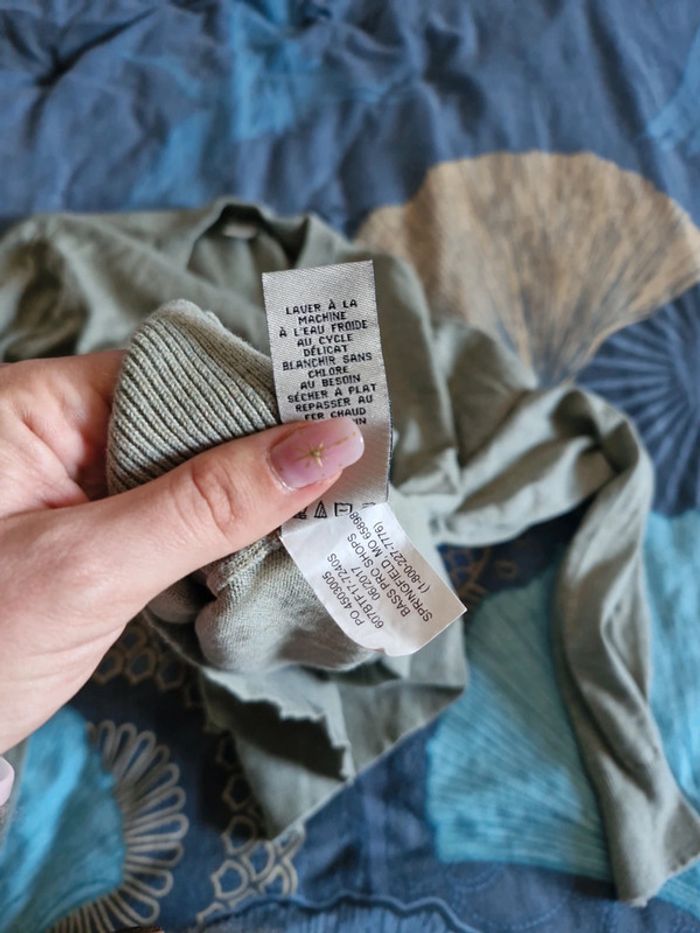 LAVER À LA
MACHINE
À L'EAU FROIDE
AU CYCLE
DÉLICAT
BLANCHIR SANS
CHLORE
AU BESOIN
SÉCHER À PLAT
REPASSER AU
FER CHAUD
PO 4503005
607BTF17-7240S
06/2017
BASS PRO SHOPS
SPRINGFIELD, MO 65898
(1-800-227-7776)